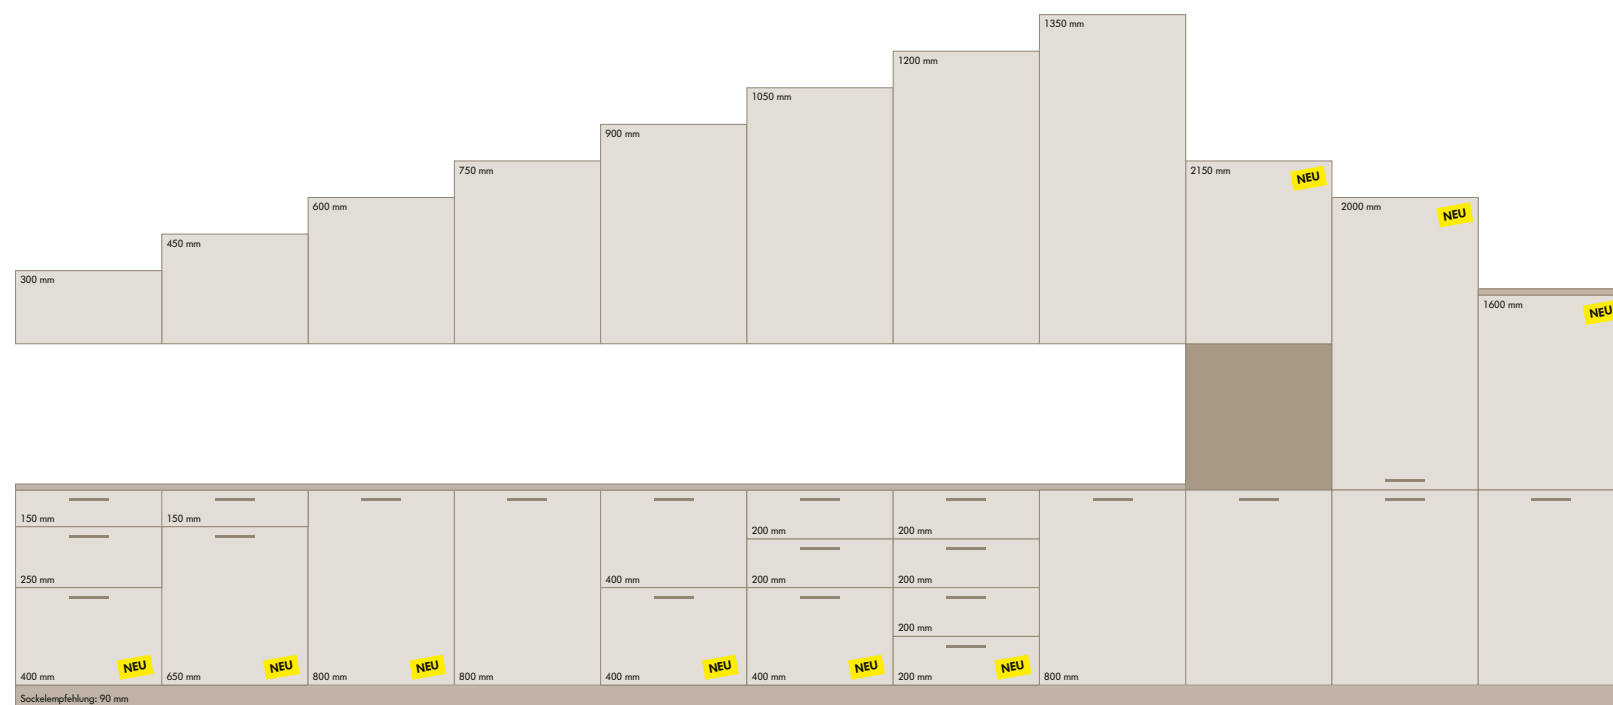 1350 mm
1200 mm
1050 mm
900 mm
750 mm
2150 mm
NEU
600 mm
2000 mm
NEU
450 mm
300 mm
1600 mm
NEU
150 mm
150 mm
200 mm
200 mm
250 mm
400 mm
200 mm
200 mm
200 mm
400 mm
NEU
650 mm
NEU
800 mm
NEU
800 mm
400 mm
NEU
400 mm
NEU
200 mm
NEU
800 mm
Sockelempfehlung: 90 mm